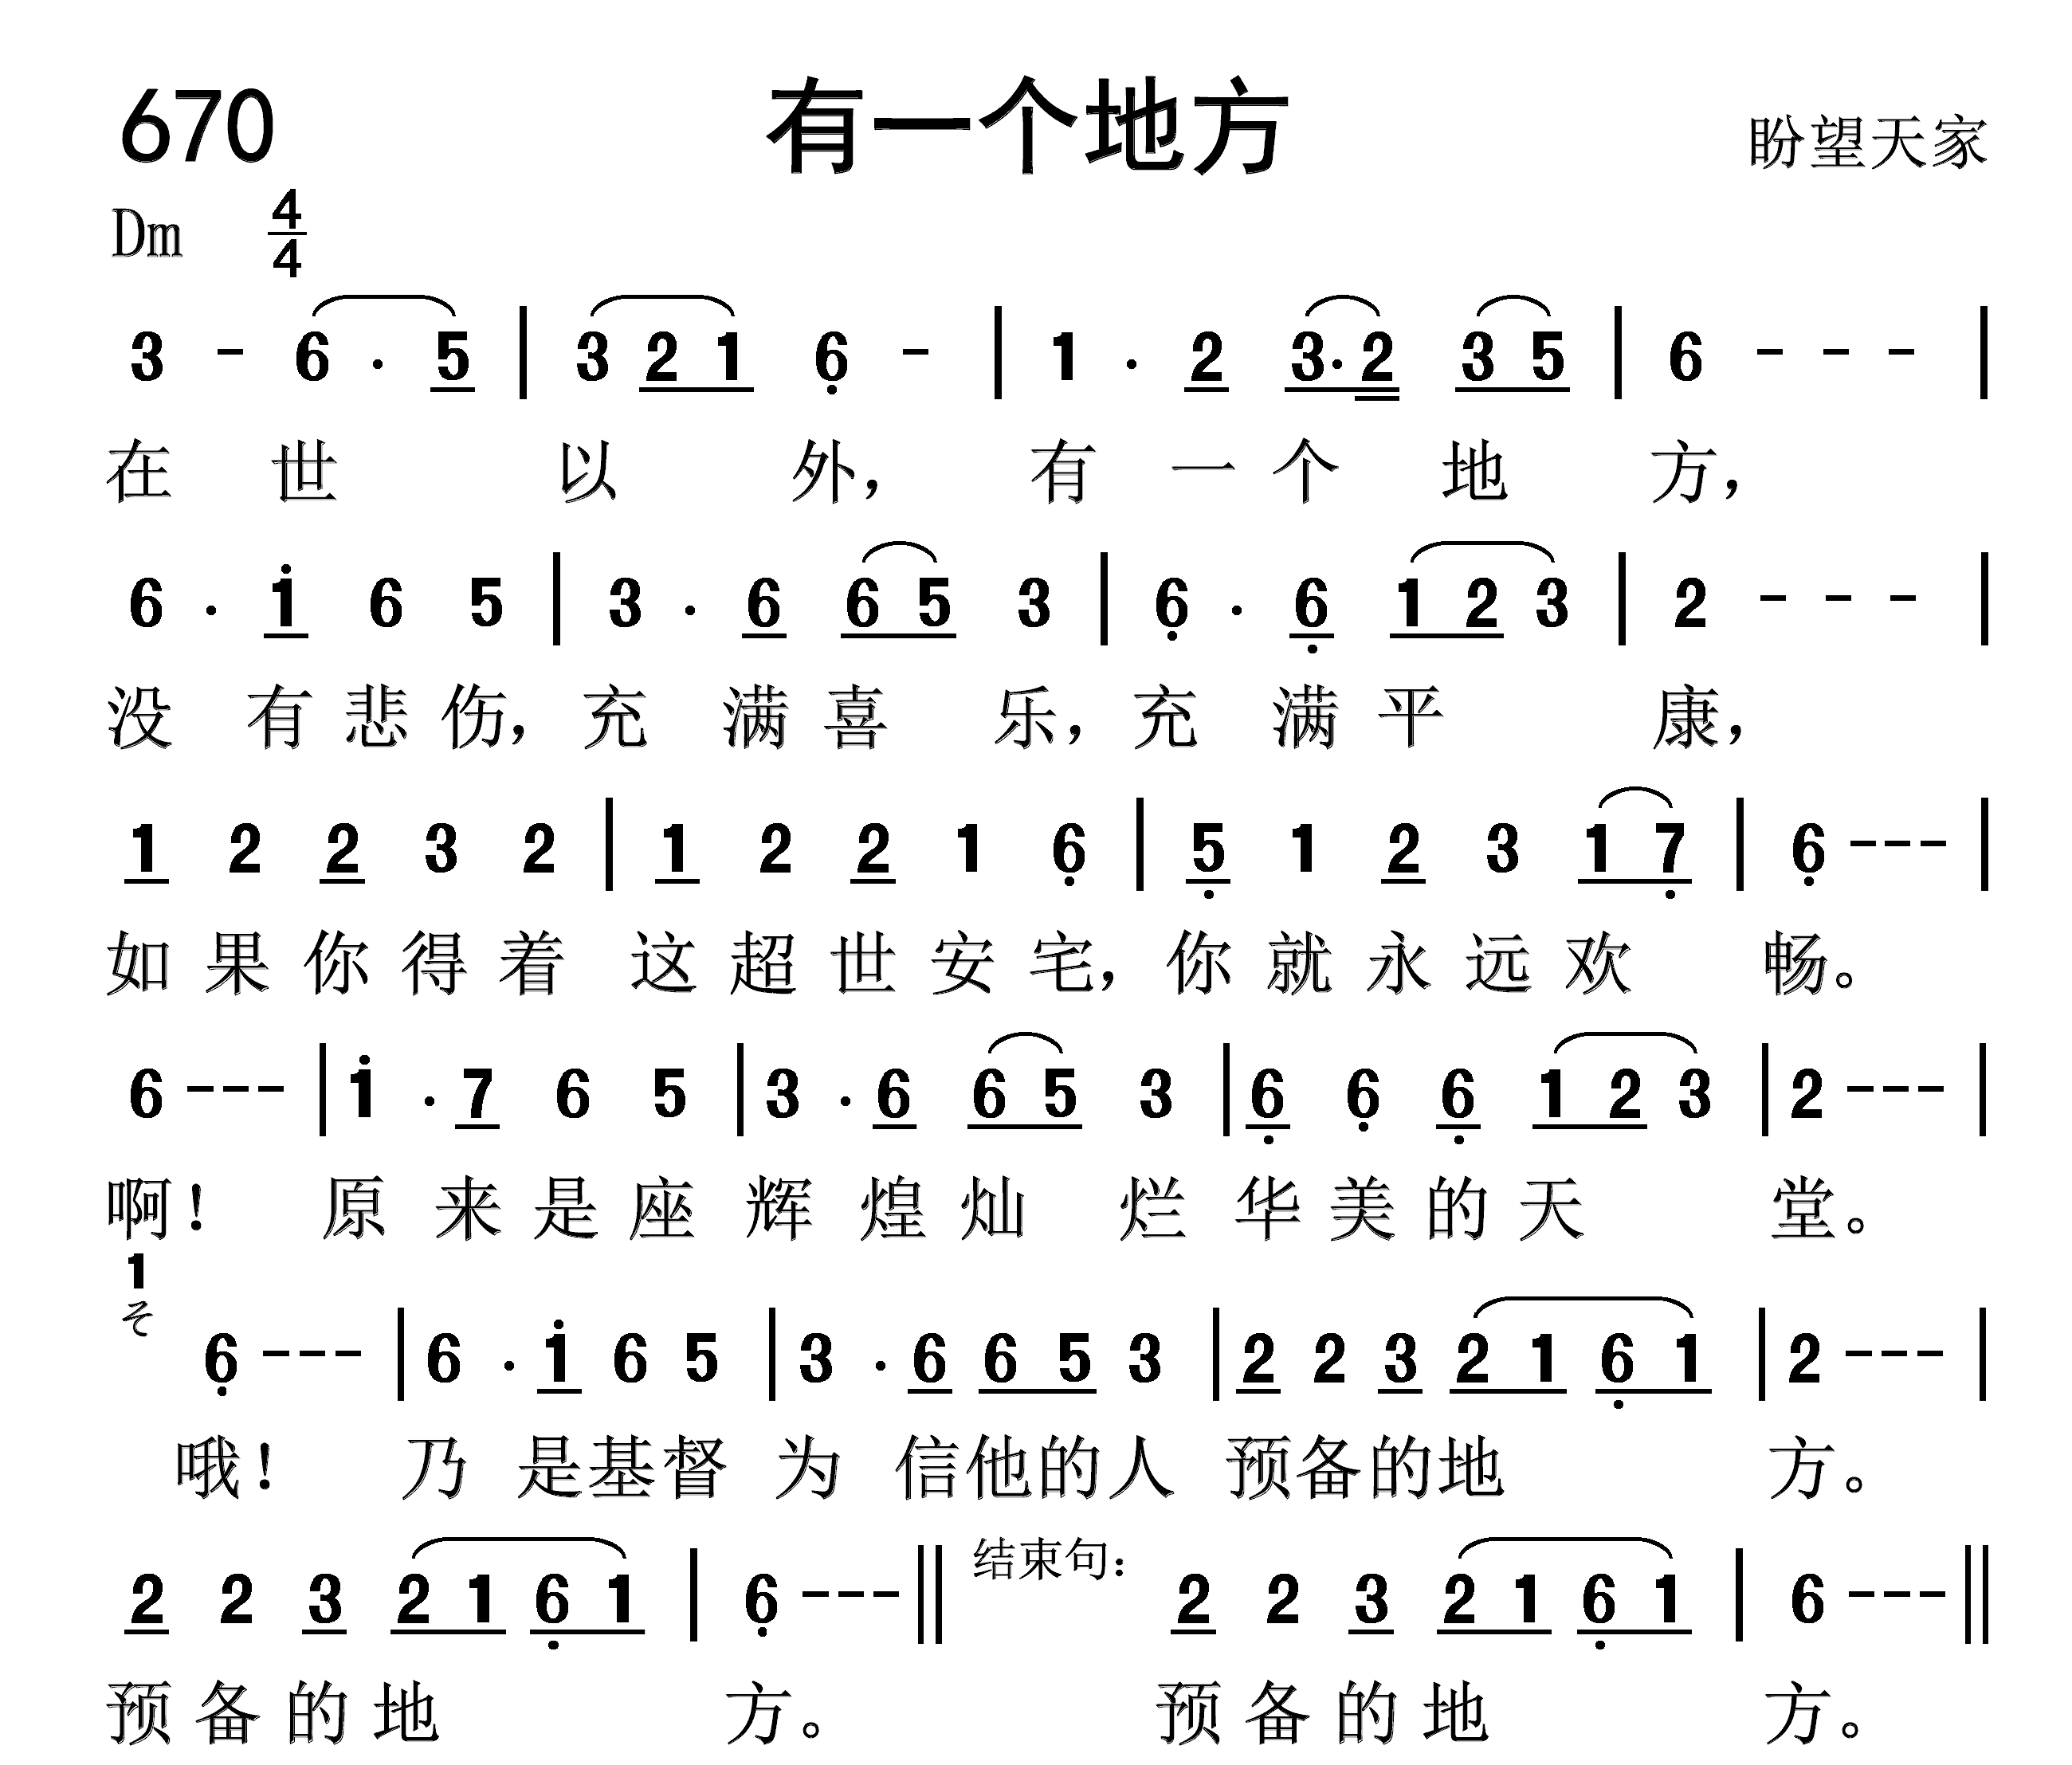 670 有一个地方 盼望天家
Dm 4/4
3 - 6 . 5 | 3 2 1 6̣ - | 1 . 2 3. 2 3 5 | 6 - - - |
在 世 以 外， 有 一 个 地 方，
6 . i 6 5 | 3 . 6 6 5 3 | 6̣ . 6̣ 1 2 3 | 2 - - - |
没 有 悲 伤， 充 满 喜 乐， 充 满 平 康，
1 2 2 3 2 | 1 2 2 1 6̣ | 5̣ 1 2 3 1 7̣ | 6̣ - - - |
如 果 你 得 着 这 超 世 安 宅， 你 就 永 远 欢 畅。
6 - - - | i . 7 6 5 | 3 . 6 6 5 3 | 6̣ 6̣ 6̣ 1 2 3 | 2 - - - |
啊！ 原 来 是 座 辉 煌 灿 烂 华 美 的 天 堂。
1
6̣ - - - | 6 . i 6 5 | 3 . 6 6 5 3 | 2 2 3 2 1 6̣ 1 | 2 - - - |
哦！ 乃 是 基 督 为 信 他 的 人 预 备 的 地 方。
2 2 3 2 1 6̣ 1 | 6̣ - - - || 结束句： 2 2 3 2 1 6̣ 1 | 6 - - - ||
预 备 的 地 方。 预 备 的 地 方。